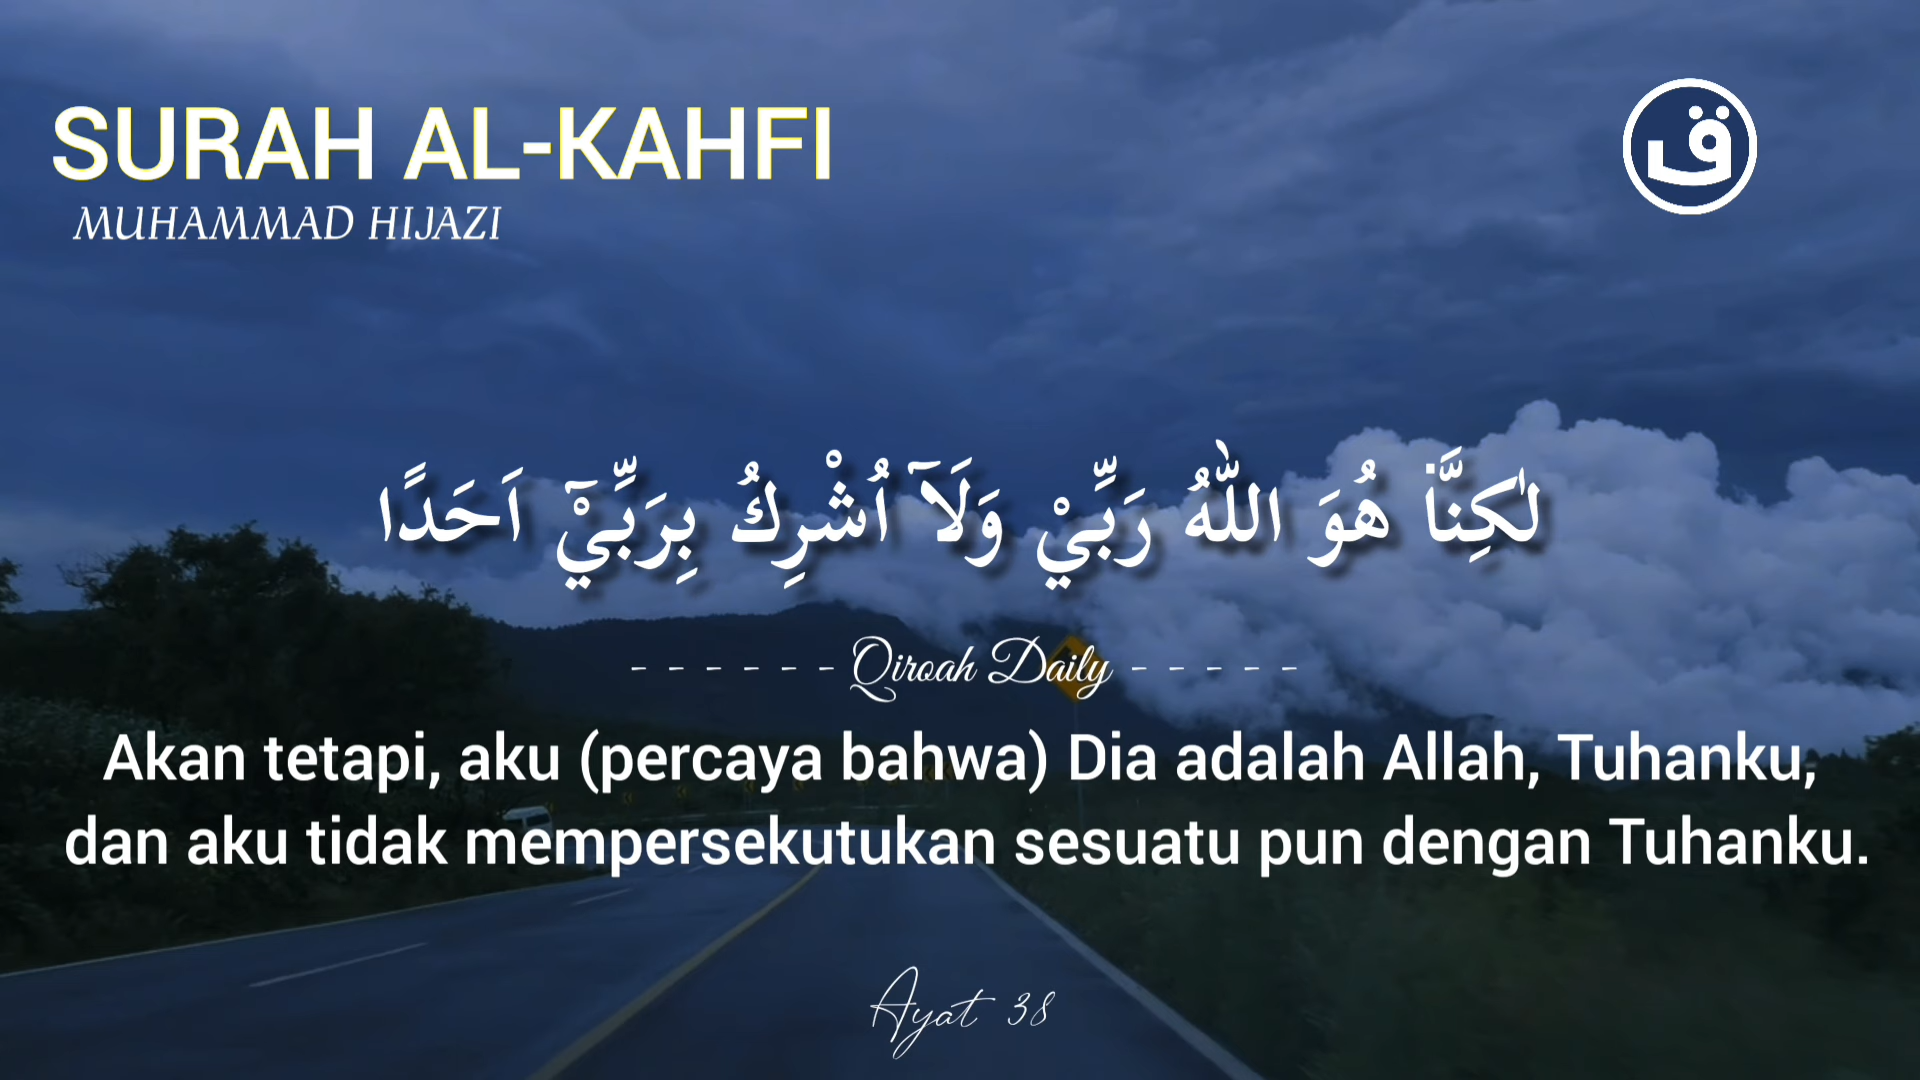 SURAH AL-KAHFI
MUHAMMAD HIJAZI
ق
لٰكِنَّا۠ هُوَ اللّٰهُ رَبِّيْ وَلَآ اُشْرِكُ بِرَبِّيْٓ اَحَدًا
- - - - - - Qiroah Daily - - - - -
Akan tetapi, aku (percaya bahwa) Dia adalah Allah, Tuhanku,
dan aku tidak mempersekutukan sesuatu pun dengan Tuhanku.
Ayat 38